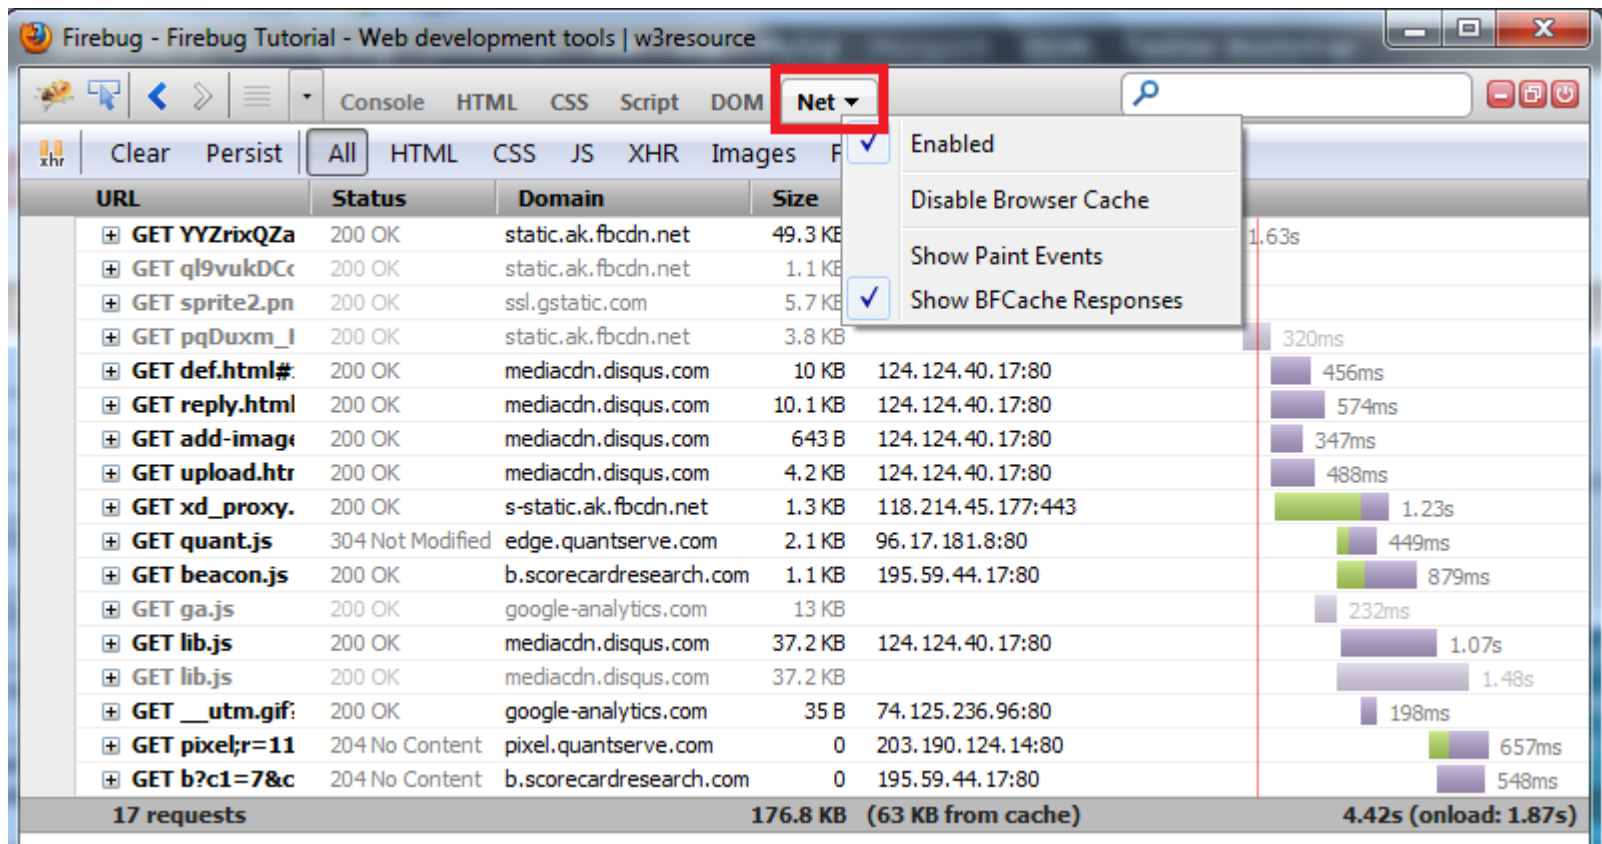 Firebug - Firebug Tutorial - Web development tools | w3resource
Console HTML CSS Script DOM Net
xhr Clear Persist All HTML CSS JS XHR Images F
Enabled
Disable Browser Cache
Show Paint Events
Show BFCache Responses
URL Status Domain Size
GET YYZrixQZa 200 OK static.ak.fbcdn.net 49.3 KB 1.63s
GET ql9vukDCc 200 OK static.ak.fbcdn.net 1.1 KB
GET sprite2.pn 200 OK ssl.gstatic.com 5.7 KB
GET pqDuxm_I 200 OK static.ak.fbcdn.net 3.8 KB 320ms
GET def.html#: 200 OK mediacdn.disqus.com 10 KB 124.124.40.17:80 456ms
GET reply.html 200 OK mediacdn.disqus.com 10.1 KB 124.124.40.17:80 574ms
GET add-image 200 OK mediacdn.disqus.com 643 B 124.124.40.17:80 347ms
GET upload.htr 200 OK mediacdn.disqus.com 4.2 KB 124.124.40.17:80 488ms
GET xd_proxy. 200 OK s-static.ak.fbcdn.net 1.3 KB 118.214.45.177:443 1.23s
GET quant.js 304 Not Modified edge.quantserve.com 2.1 KB 96.17.181.8:80 449ms
GET beacon.js 200 OK b.scorecardresearch.com 1.1 KB 195.59.44.17:80 879ms
GET ga.js 200 OK google-analytics.com 13 KB 232ms
GET lib.js 200 OK mediacdn.disqus.com 37.2 KB 124.124.40.17:80 1.07s
GET lib.js 200 OK mediacdn.disqus.com 37.2 KB 1.48s
GET __utm.gif? 200 OK google-analytics.com 35 B 74.125.236.96:80 198ms
GET pixel;r=11 204 No Content pixel.quantserve.com 0 203.190.124.14:80 657ms
GET b?c1=7&c 204 No Content b.scorecardresearch.com 0 195.59.44.17:80 548ms
17 requests 176.8 KB (63 KB from cache) 4.42s (onload: 1.87s)